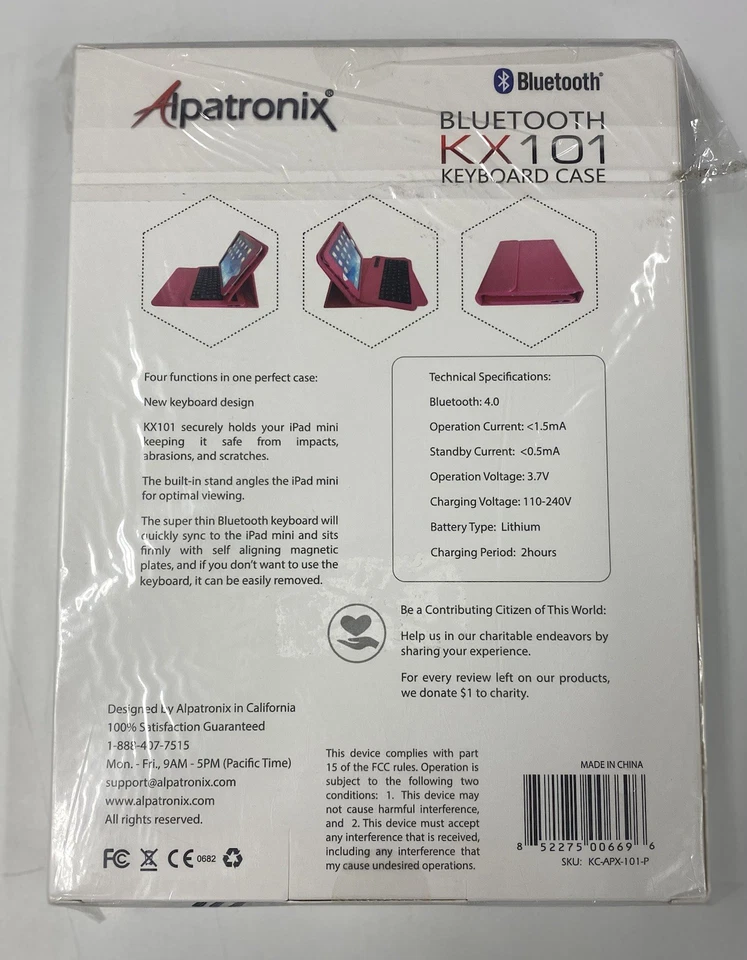 Alpatronix®
Bluetooth®
BLUETOOTH
KX101
KEYBOARD CASE
Four functions in one perfect case:
New keyboard design
KX101 securely holds your iPad mini
keeping it safe from impacts,
abrasions, and scratches.
The built-in stand angles the iPad mini
for optimal viewing.
The super thin Bluetooth keyboard will
quickly sync to the iPad mini and sits
firmly with self aligning magnetic
plates, and if you don't want to use the
keyboard, it can be easily removed.
Technical Specifications:
Bluetooth: 4.0
Operation Current: <1.5mA
Standby Current: <0.5mA
Operation Voltage: 3.7V
Charging Voltage: 110-240V
Battery Type: Lithium
Charging Period: 2hours
Be a Contributing Citizen of This World:
Help us in our charitable endeavors by
sharing your experience.
For every review left on our products,
we donate $1 to charity.
Designed by Alpatronix in California
100% Satisfaction Guaranteed
1-888-407-7515
Mon. - Fri., 9AM - 5PM (Pacific Time)
support@alpatronix.com
www.alpatronix.com
All rights reserved.
FC CE 0682
This device complies with part
15 of the FCC rules. Operation is
subject to the following two
conditions: 1. This device may
not cause harmful interference,
and 2. This device must accept
any interference that is received,
including any interference that
my cause undesired operations.
MADE IN CHINA
8 52275 00669 6
SKU: KC-APX-101-P